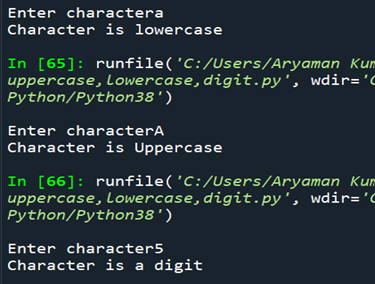 Enter charactera
Character is lowercase
In [65]: runfile('C:/Users/Aryaman Kum
uppercase,lowercase,digit.py', wdir='C
Python/Python38')
Enter characterA
Character is Uppercase
In [66]: runfile('C:/Users/Aryaman Kum
uppercase,lowercase,digit.py', wdir='C
Python/Python38')
Enter character5
Character is a digit